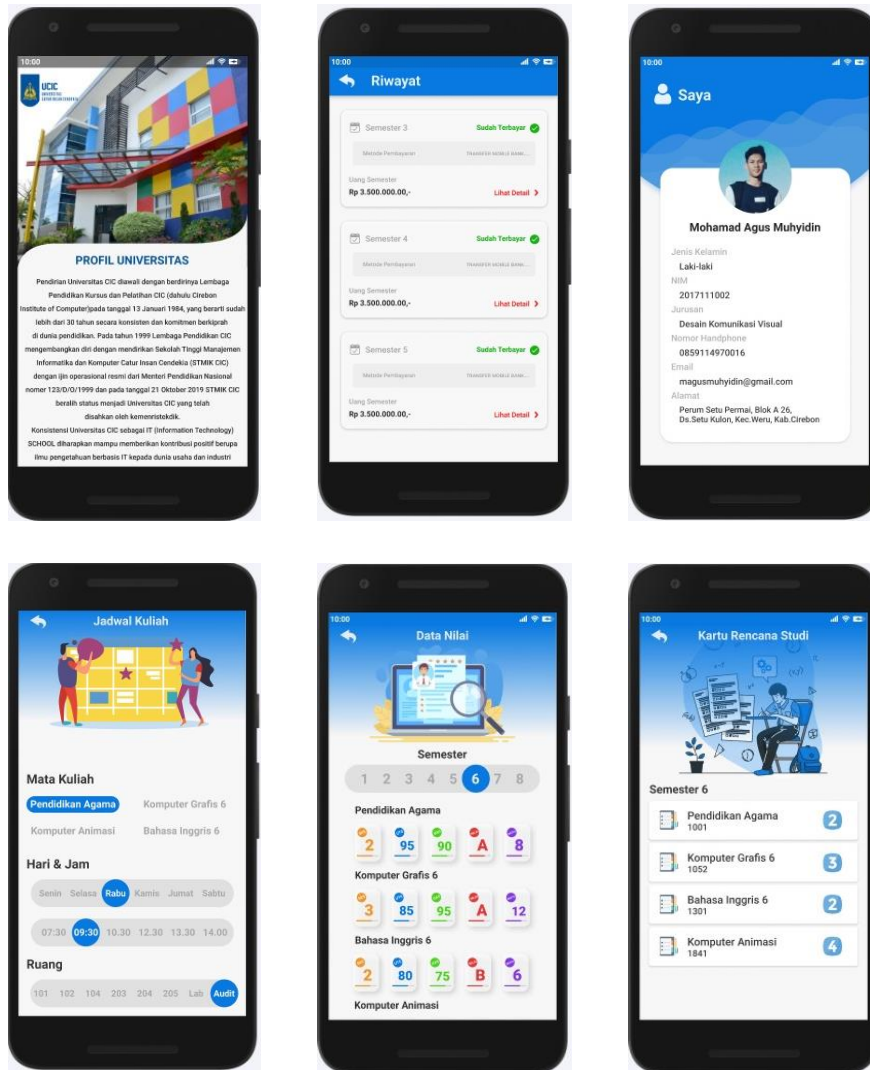 10:00
UCIC
UNIVERSITAS
CATUR INSAN CENDEKIA
PROFIL UNIVERSITAS
Pendirian Universitas CIC diawali dengan berdirinya Lembaga
Pendidikan Kursus dan Pelatihan CIC (dahulu Cirebon
Institute of Computer)pada tanggal 13 Januari 1984, yang berarti sudah
lebih dari 30 tahun secara konsisten dan komitmen berkiprah
di dunia pendidikan. Pada tahun 1999 Lembaga Pendidikan CIC
mengembangkan diri dengan mendirikan Sekolah Tinggi Manajemen
Informatika dan Komputer Catur Insan Cendekia (STMIK CIC)
dengan ijin operasional resmi dari Menteri Pendidikan Nasional
nomer 123/D/O/1999 dan pada tanggal 21 Oktober 2019 STMIK CIC
beralih status menjadi Universitas CIC yang telah
disahkan oleh kemenristekdik.
Konsistensi Universitas CIC sebagai IT (Information Technology)
SCHOOL diharapkan mampu memberikan kontribusi positif berupa
ilmu pengetahuan berbasis IT kepada dunia usaha dan industri
10:00
Riwayat
Semester 3 Sudah Terbayar
Metode Pembayaran TRANSFER MOBILE BANK...
Uang Semester
Rp 3.500.000.00,- Lihat Detail
Semester 4 Sudah Terbayar
Metode Pembayaran TRANSFER MOBILE BANK...
Uang Semester
Rp 3.500.000.00,- Lihat Detail
Semester 5 Sudah Terbayar
Metode Pembayaran TRANSFER MOBILE BANK...
Uang Semester
Rp 3.500.000.00,- Lihat Detail
10:00
Saya
Mohamad Agus Muhyidin
Jenis Kelamin
Laki-laki
NIM
2017111002
Jurusan
Desain Komunikasi Visual
Nomor Handphone
0859114970016
Email
magusmuhyidin@gmail.com
Alamat
Perum Setu Permai, Blok A 26,
Ds.Setu Kulon, Kec.Weru, Kab.Cirebon
Jadwal Kuliah
Mata Kuliah
Pendidikan Agama Komputer Grafis 6
Komputer Animasi Bahasa Inggris 6
Hari & Jam
Senin Selasa Rabu Kamis Jumat Sabtu
07:30 09:30 10.30 12.30 13.30 14.00
Ruang
101 102 104 203 204 205 Lab Audit
10:00
Data Nilai
Semester
1 2 3 4 5 6 7 8
Pendidikan Agama
2 95 90 A 8
Komputer Grafis 6
3 85 95 A 12
Bahasa Inggris 6
2 80 75 B 6
Komputer Animasi
10:00
Kartu Rencana Studi
Semester 6
Pendidikan Agama 2
1001
Komputer Grafis 6 3
1052
Bahasa Inggris 6 2
1301
Komputer Animasi 4
1841